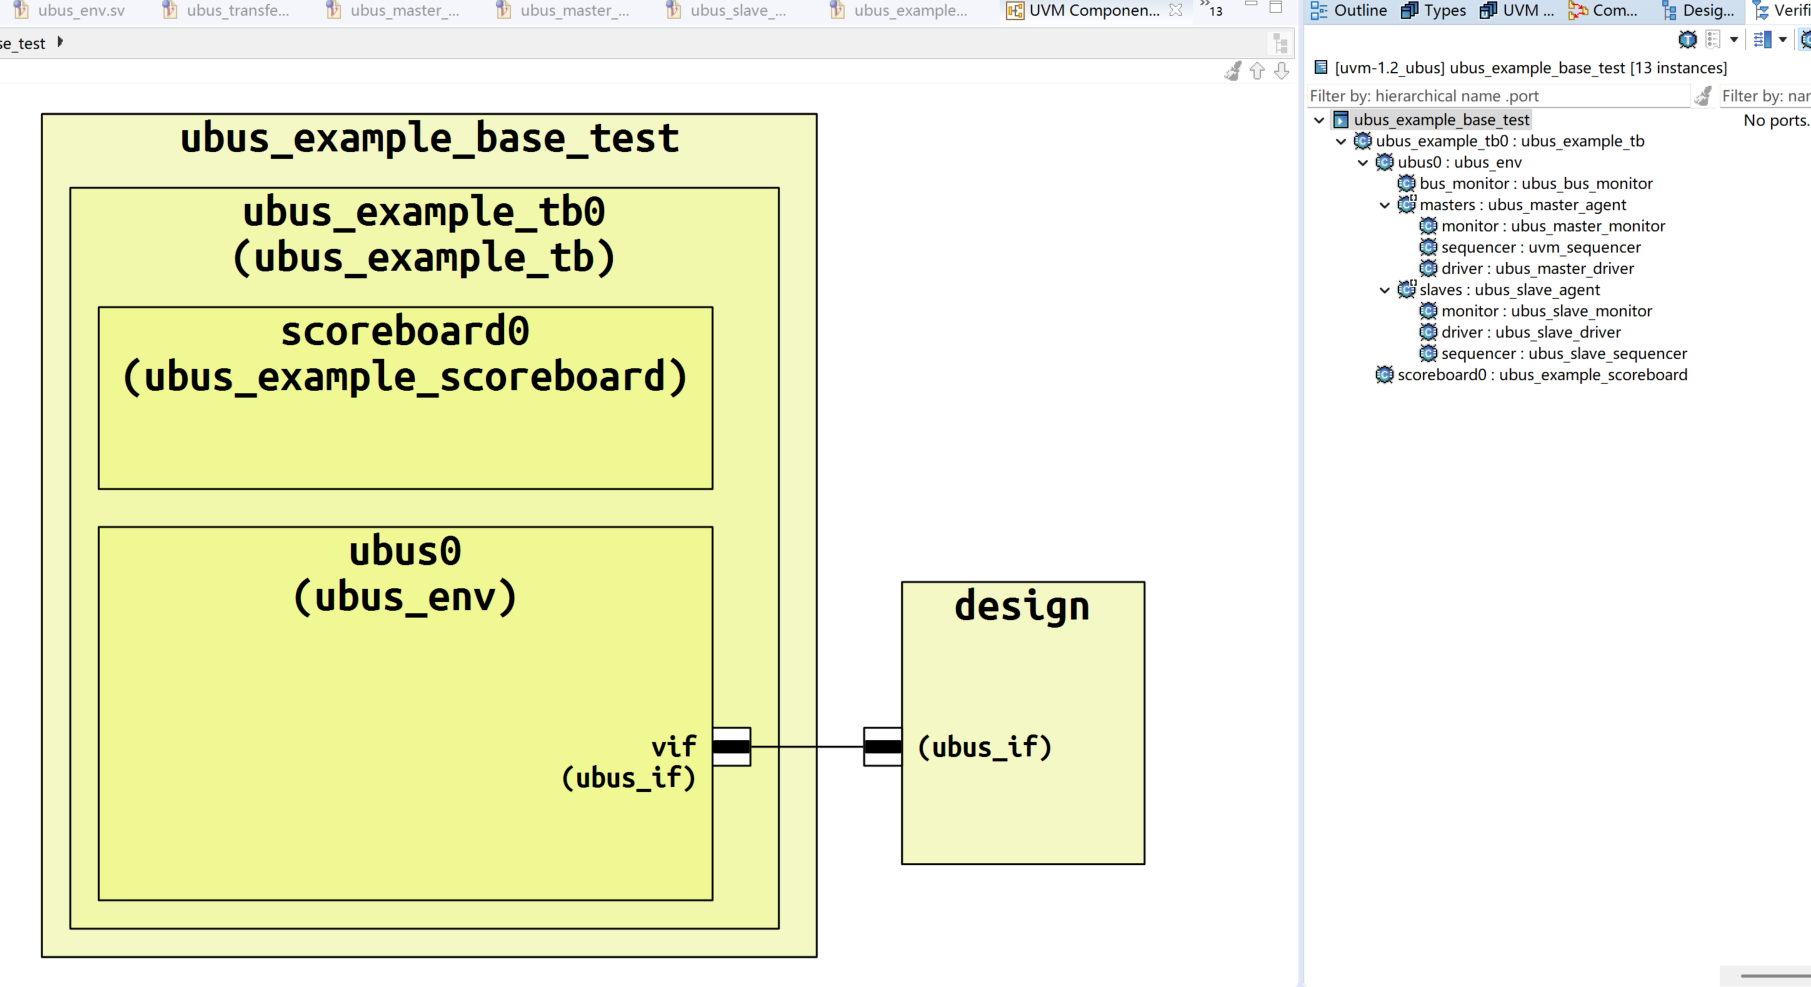 ubus_env.sv
ubus_transfe...
ubus_master_...
ubus_master_...
ubus_slave_...
ubus_example...
UVM Componen...
»13
se_test
ubus_example_base_test
ubus_example_tb0
(ubus_example_tb)
scoreboard0
(ubus_example_scoreboard)
ubus0
(ubus_env)
vif
(ubus_if)
design
(ubus_if)
Outline
Types
UVM ...
Com...
Desig...
Verifi
[uvm-1.2_ubus] ubus_example_base_test [13 instances]
Filter by: hierarchical name .port
Filter by: nar
ubus_example_base_test
No ports.
ubus_example_tb0 : ubus_example_tb
ubus0 : ubus_env
bus_monitor : ubus_bus_monitor
masters : ubus_master_agent
monitor : ubus_master_monitor
sequencer : uvm_sequencer
driver : ubus_master_driver
slaves : ubus_slave_agent
monitor : ubus_slave_monitor
driver : ubus_slave_driver
sequencer : ubus_slave_sequencer
scoreboard0 : ubus_example_scoreboard